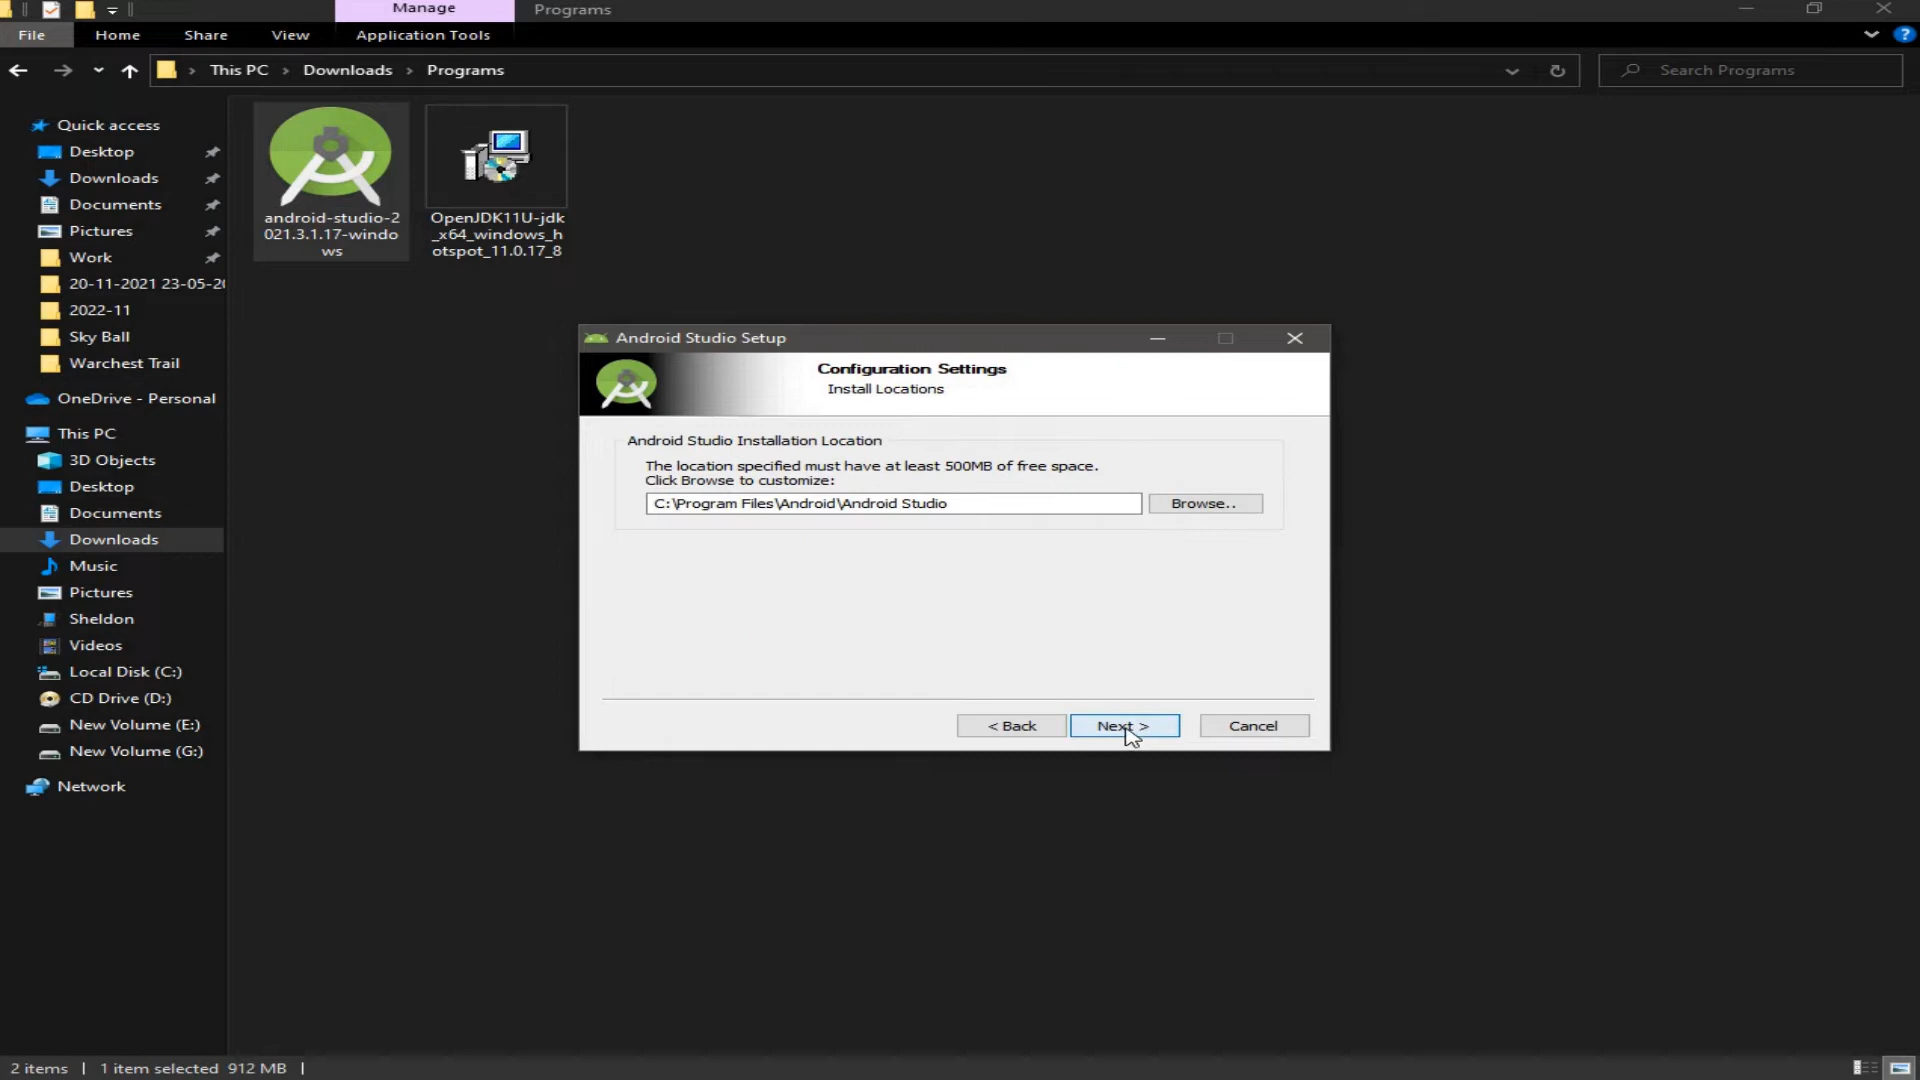 Manage
Programs
File
Home
Share
View
Application Tools
This PC
Downloads
Programs
Search Programs
Quick access
Desktop
Downloads
Documents
Pictures
Work
20-11-2021 23-05-20
2022-11
Sky Ball
Warchest Trail
OneDrive - Personal
This PC
3D Objects
Desktop
Documents
Downloads
Music
Pictures
Sheldon
Videos
Local Disk (C:)
CD Drive (D:)
New Volume (E:)
New Volume (G:)
Network
android-studio-2
021.3.1.17-windo
ws
OpenJDK11U-jdk
_x64_windows_h
otspot_11.0.17_8
Android Studio Setup
Configuration Settings
Install Locations
Android Studio Installation Location
The location specified must have at least 500MB of free space.
Click Browse to customize:
C:\Program Files\Android\Android Studio
Browse..
< Back
Next >
Cancel
2 items
1 item selected 912 MB